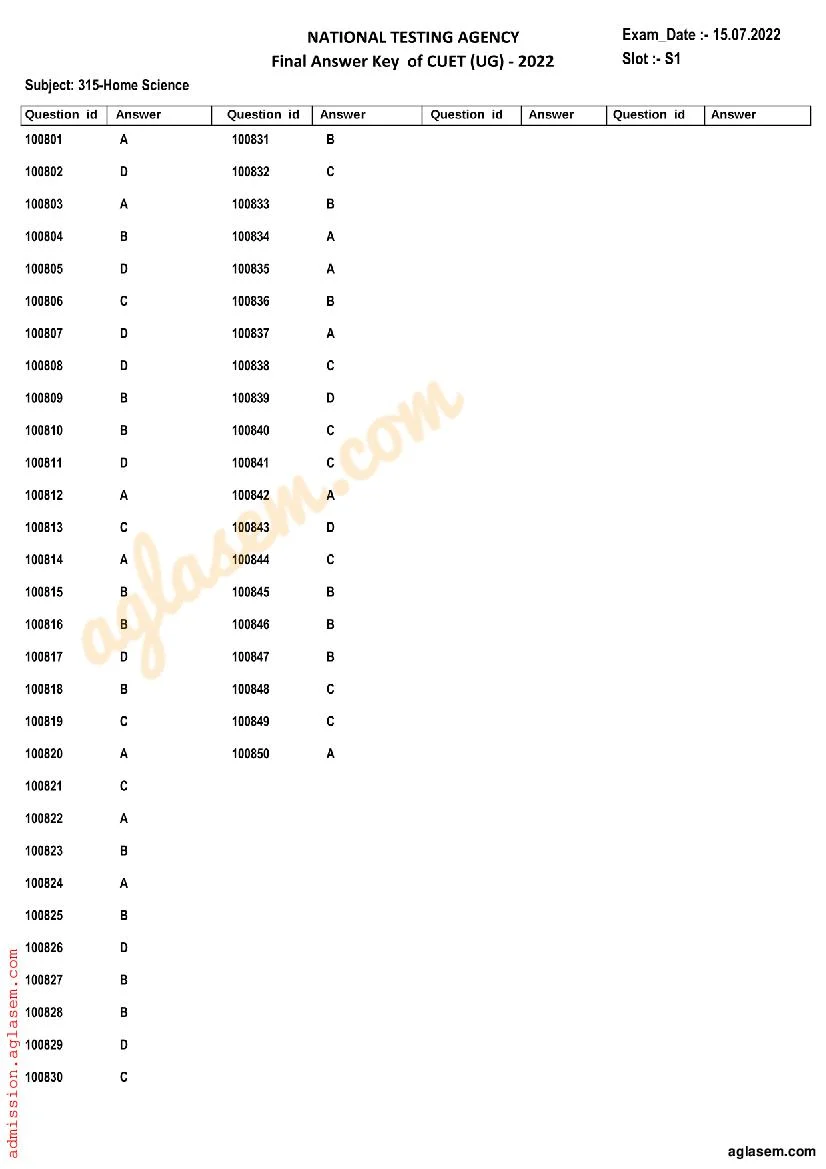 NATIONAL TESTING AGENCY
Final Answer Key of CUET (UG) - 2022
Exam_Date :- 15.07.2022
Slot :- S1
Subject: 315-Home Science
Question id Answer Question id Answer Question id Answer Question id Answer
100801 A 100831 B
100802 D 100832 C
100803 A 100833 B
100804 B 100834 A
100805 D 100835 A
100806 C 100836 B
100807 D 100837 A
100808 D 100838 C
100809 B 100839 D
100810 B 100840 C
100811 D 100841 C
100812 A 100842 A
100813 C 100843 D
100814 A 100844 C
100815 B 100845 B
100816 B 100846 B
100817 D 100847 B
100818 B 100848 C
100819 C 100849 C
100820 A 100850 A
100821 C
100822 A
100823 B
100824 A
100825 B
100826 D
100827 B
100828 B
100829 D
100830 C
aglasem.com
admission.aglasem.com
aglasem.com